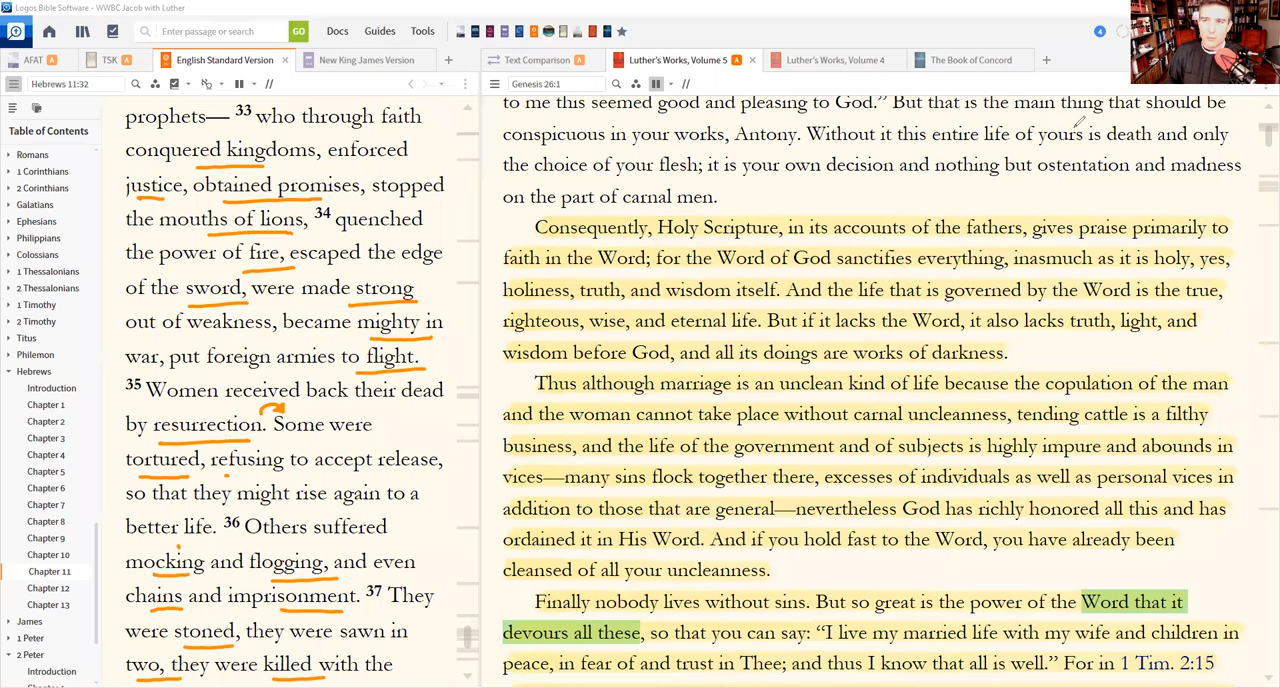 Logos Bible Software - WWBC Jacob with Luther
Enter passage or search
GO
Docs
Guides
Tools
4
AFAT A
TSK A
English Standard Version
New King James Version
Text Comparison A
Luther's Works, Volume 5 A
Luther's Works, Volume 4
The Book of Concord
Hebrews 11:32
Genesis 26:1
Table of Contents
Romans
1 Corinthians
2 Corinthians
Galatians
Ephesians
Philippians
Colossians
1 Thessalonians
2 Thessalonians
1 Timothy
2 Timothy
Titus
Philemon
Hebrews
Introduction
Chapter 1
Chapter 2
Chapter 3
Chapter 4
Chapter 5
Chapter 6
Chapter 7
Chapter 8
Chapter 9
Chapter 10
Chapter 11
Chapter 12
Chapter 13
James
1 Peter
2 Peter
Introduction
prophets— 33 who through faith
conquered kingdoms, enforced
justice, obtained promises, stopped
the mouths of lions, 34 quenched
the power of fire, escaped the edge
of the sword, were made strong
out of weakness, became mighty in
war, put foreign armies to flight.
35 Women received back their dead
by resurrection. Some were
tortured, refusing to accept release,
so that they might rise again to a
better life. 36 Others suffered
mocking and flogging, and even
chains and imprisonment. 37 They
were stoned, they were sawn in
two, they were killed with the
to me this seemed good and pleasing to God.” But that is the main thing that should be
conspicuous in your works, Antony. Without it this entire life of yours is death and only
the choice of your flesh; it is your own decision and nothing but ostentation and madness
on the part of carnal men.
Consequently, Holy Scripture, in its accounts of the fathers, gives praise primarily to
faith in the Word; for the Word of God sanctifies everything, inasmuch as it is holy, yes,
holiness, truth, and wisdom itself. And the life that is governed by the Word is the true,
righteous, wise, and eternal life. But if it lacks the Word, it also lacks truth, light, and
wisdom before God, and all its doings are works of darkness.
Thus although marriage is an unclean kind of life because the copulation of the man
and the woman cannot take place without carnal uncleanness, tending cattle is a filthy
business, and the life of the government and of subjects is highly impure and abounds in
vices—many sins flock together there, excesses of individuals as well as personal vices in
addition to those that are general—nevertheless God has richly honored all this and has
ordained it in His Word. And if you hold fast to the Word, you have already been
cleansed of all your uncleanness.
Finally nobody lives without sins. But so great is the power of the Word that it
devours all these, so that you can say: “I live my married life with my wife and children in
peace, in fear of and trust in Thee; and thus I know that all is well.” For in 1 Tim. 2:15